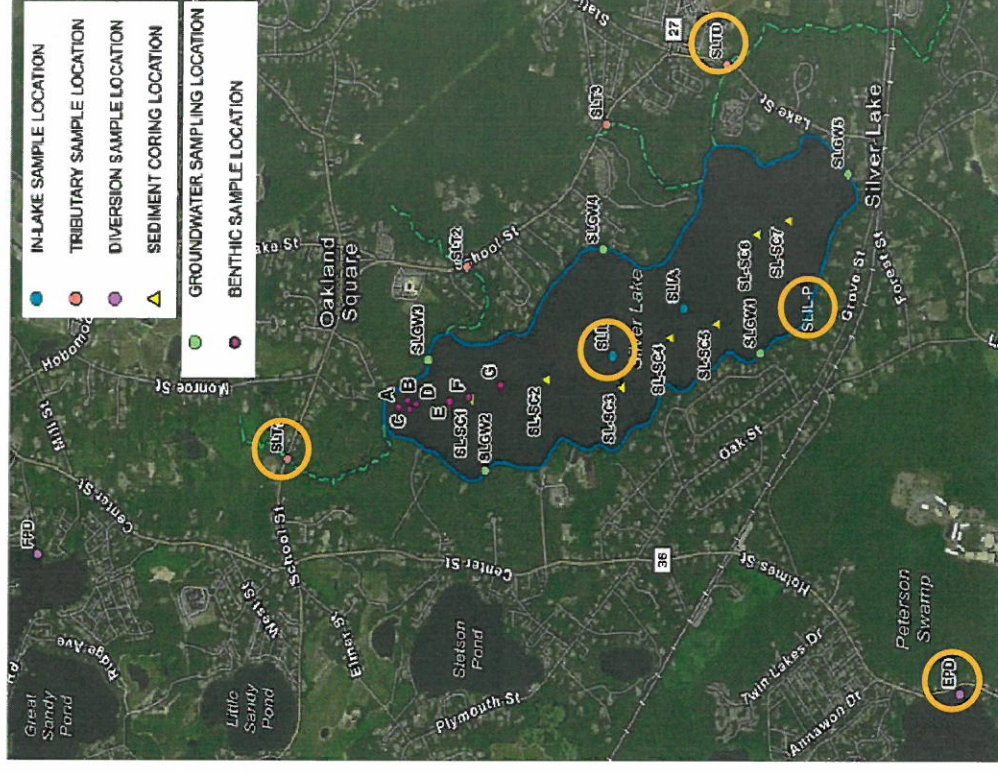 IN-LAKE SAMPLE LOCATION
TRIBUTARY SAMPLE LOCATION
DIVERSION SAMPLE LOCATION
SEDIMENT CORING LOCATION
GROUNDWATER SAMPLING LOCATION
BENTHIC SAMPLE LOCATION
Great
Sandy
Pond
Ridge Ave
FPD
Mill St
Center St
Monroe St
Little
Sandy
Pond
West St
School St
Elmer St
Oakland
Square
SLT2
School St
27
SLTD
Lake St
SLT3
A
B
C
D
E
F
G
SL-SC1
SLGW2
SLGW3
SLGW4
SLGW5
SL-SC2
SL-SC3
SL-SC4
SL-SC5
SL-SC6
SL-SC7
Silver Lake
SLIA
SLGW1
SLIL-P
Stetson
Pond
Plymouth St
Center St
36
Oak St
Grove St
Forest St
Silver Lake
Holmes St
Twin Lakes Dr
Annawon Dr
Peterson
Swamp
EPD